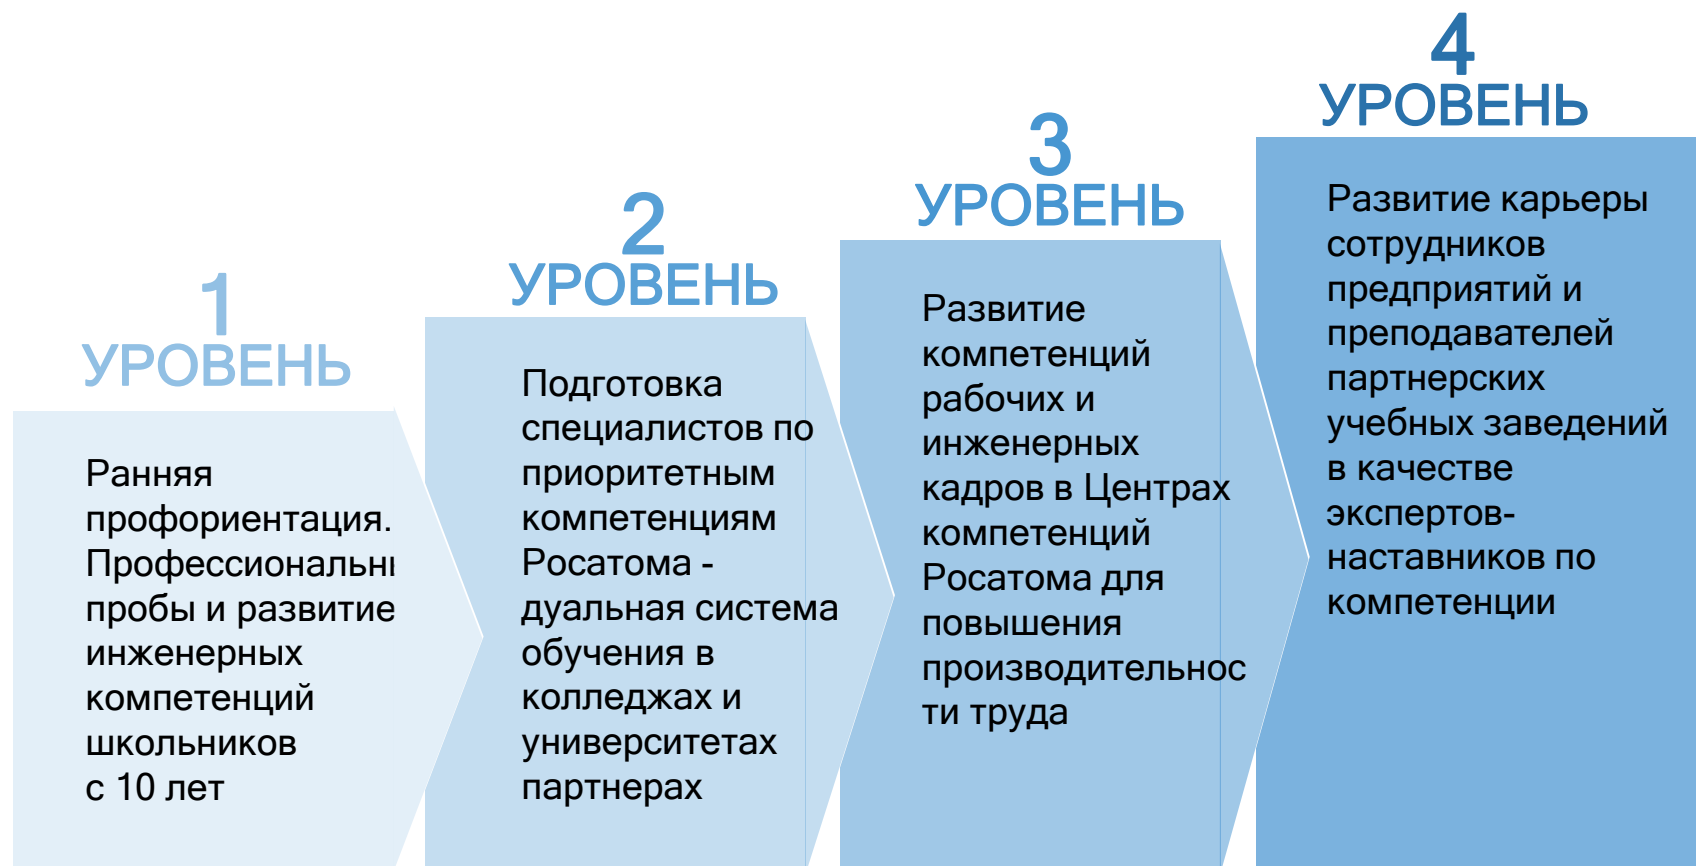 1
УРОВЕНЬ
Ранняя
профориентация.
Профессиональн
пробы и развитие
инженерных
компетенций
школьников
с 10 лет
2
УРОВЕНЬ
Подготовка
специалистов по
приоритетным
компетенциям
Росатома -
дуальная система
обучения в
колледжах и
университетах
партнерах
3
УРОВЕНЬ
Развитие
компетенций
рабочих и
инженерных
кадров в Центрах
компетенций
Росатома для
повышения
производительнос
ти труда
4
УРОВЕНЬ
Развитие карьеры
сотрудников
предприятий и
преподавателей
партнерских
учебных заведений
в качестве
экспертов-
наставников по
компетенции